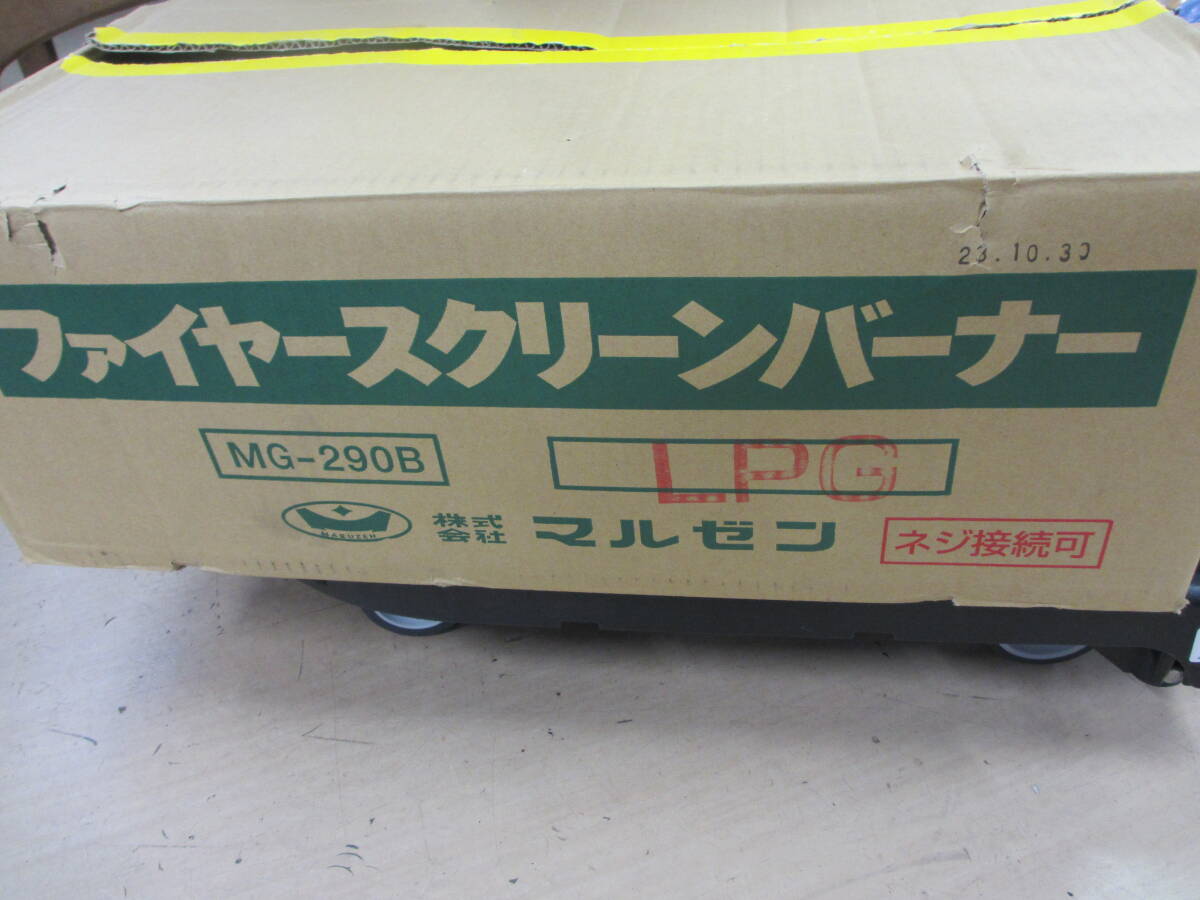 23.10.30
ファイヤースクリーンバーナー
MG-290B
LPG
MARUZEN
株式会社 マルゼン
ネジ接続可